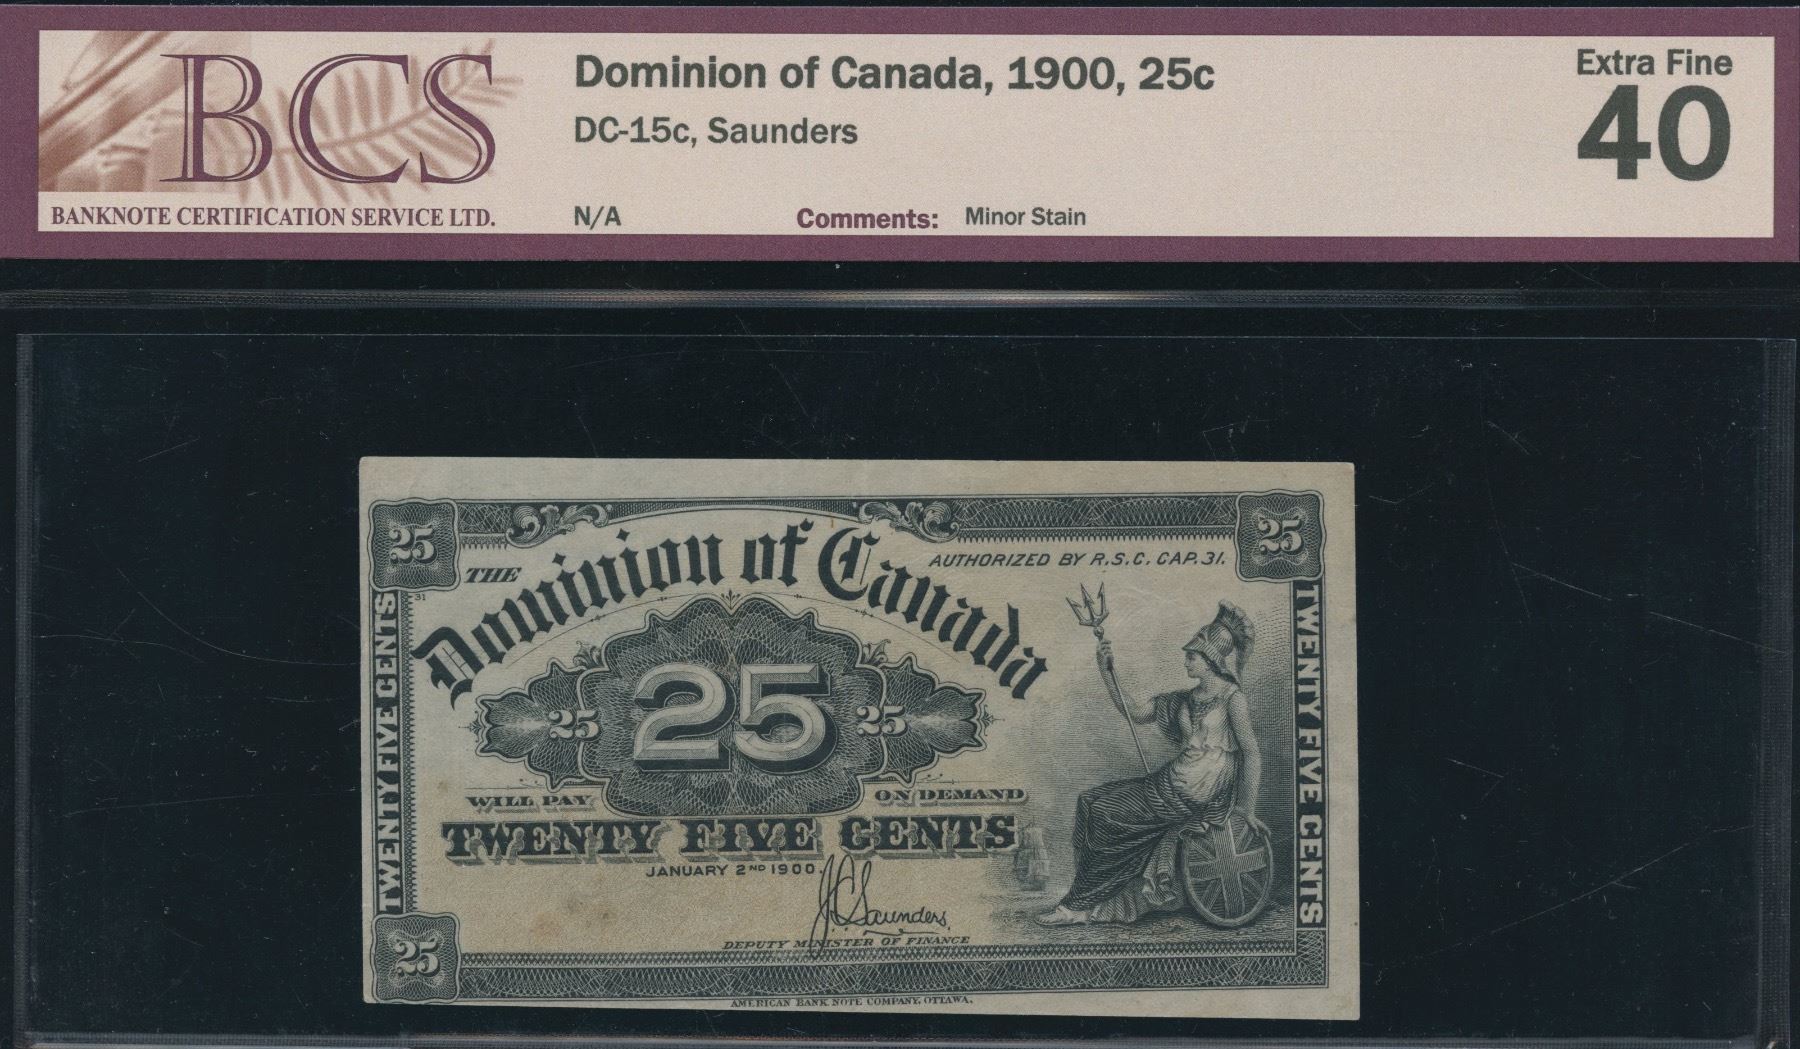 BCS
BANKNOTE CERTIFICATION SERVICE LTD.
Dominion of Canada, 1900, 25c
DC-15c, Saunders
N/A
Comments: Minor Stain
Extra Fine
40
25
25
THE
Dominion of Canada
AUTHORIZED BY R.S.C. CAP.31.
31
TWENTY FIVE CENTS
TWENTY FIVE CENTS
25
25
25
WILL PAY
ON DEMAND
TWENTY FIVE CENTS
JANUARY 2ND 1900.
J.C. Saunders
DEPUTY MINISTER OF FINANCE
25
AMERICAN BANK NOTE COMPANY, OTTAWA.